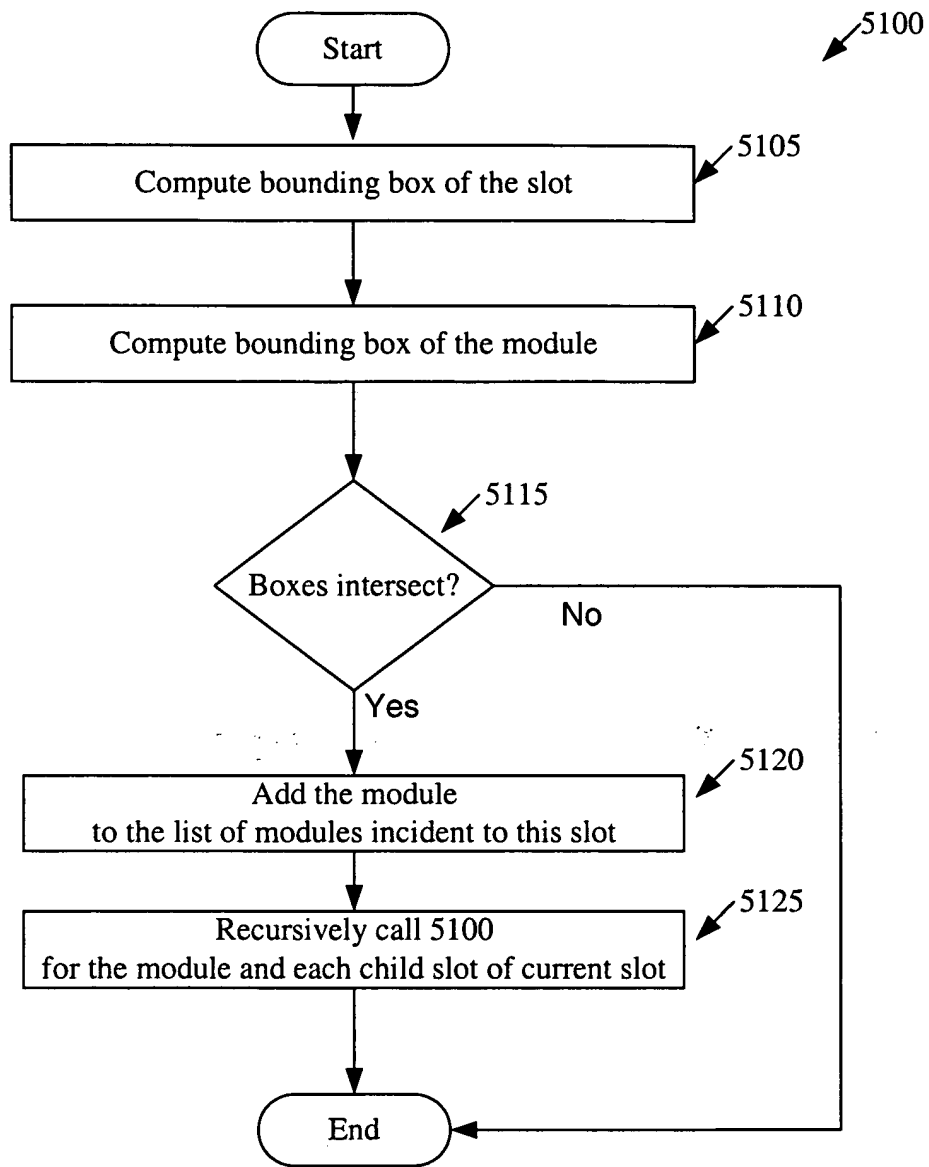 5100
Start
5105
Compute bounding box of the slot
5110
Compute bounding box of the module
5115
Boxes intersect?
No
Yes
5120
Add the module
to the list of modules incident to this slot
5125
Recursively call 5100
for the module and each child slot of current slot
End